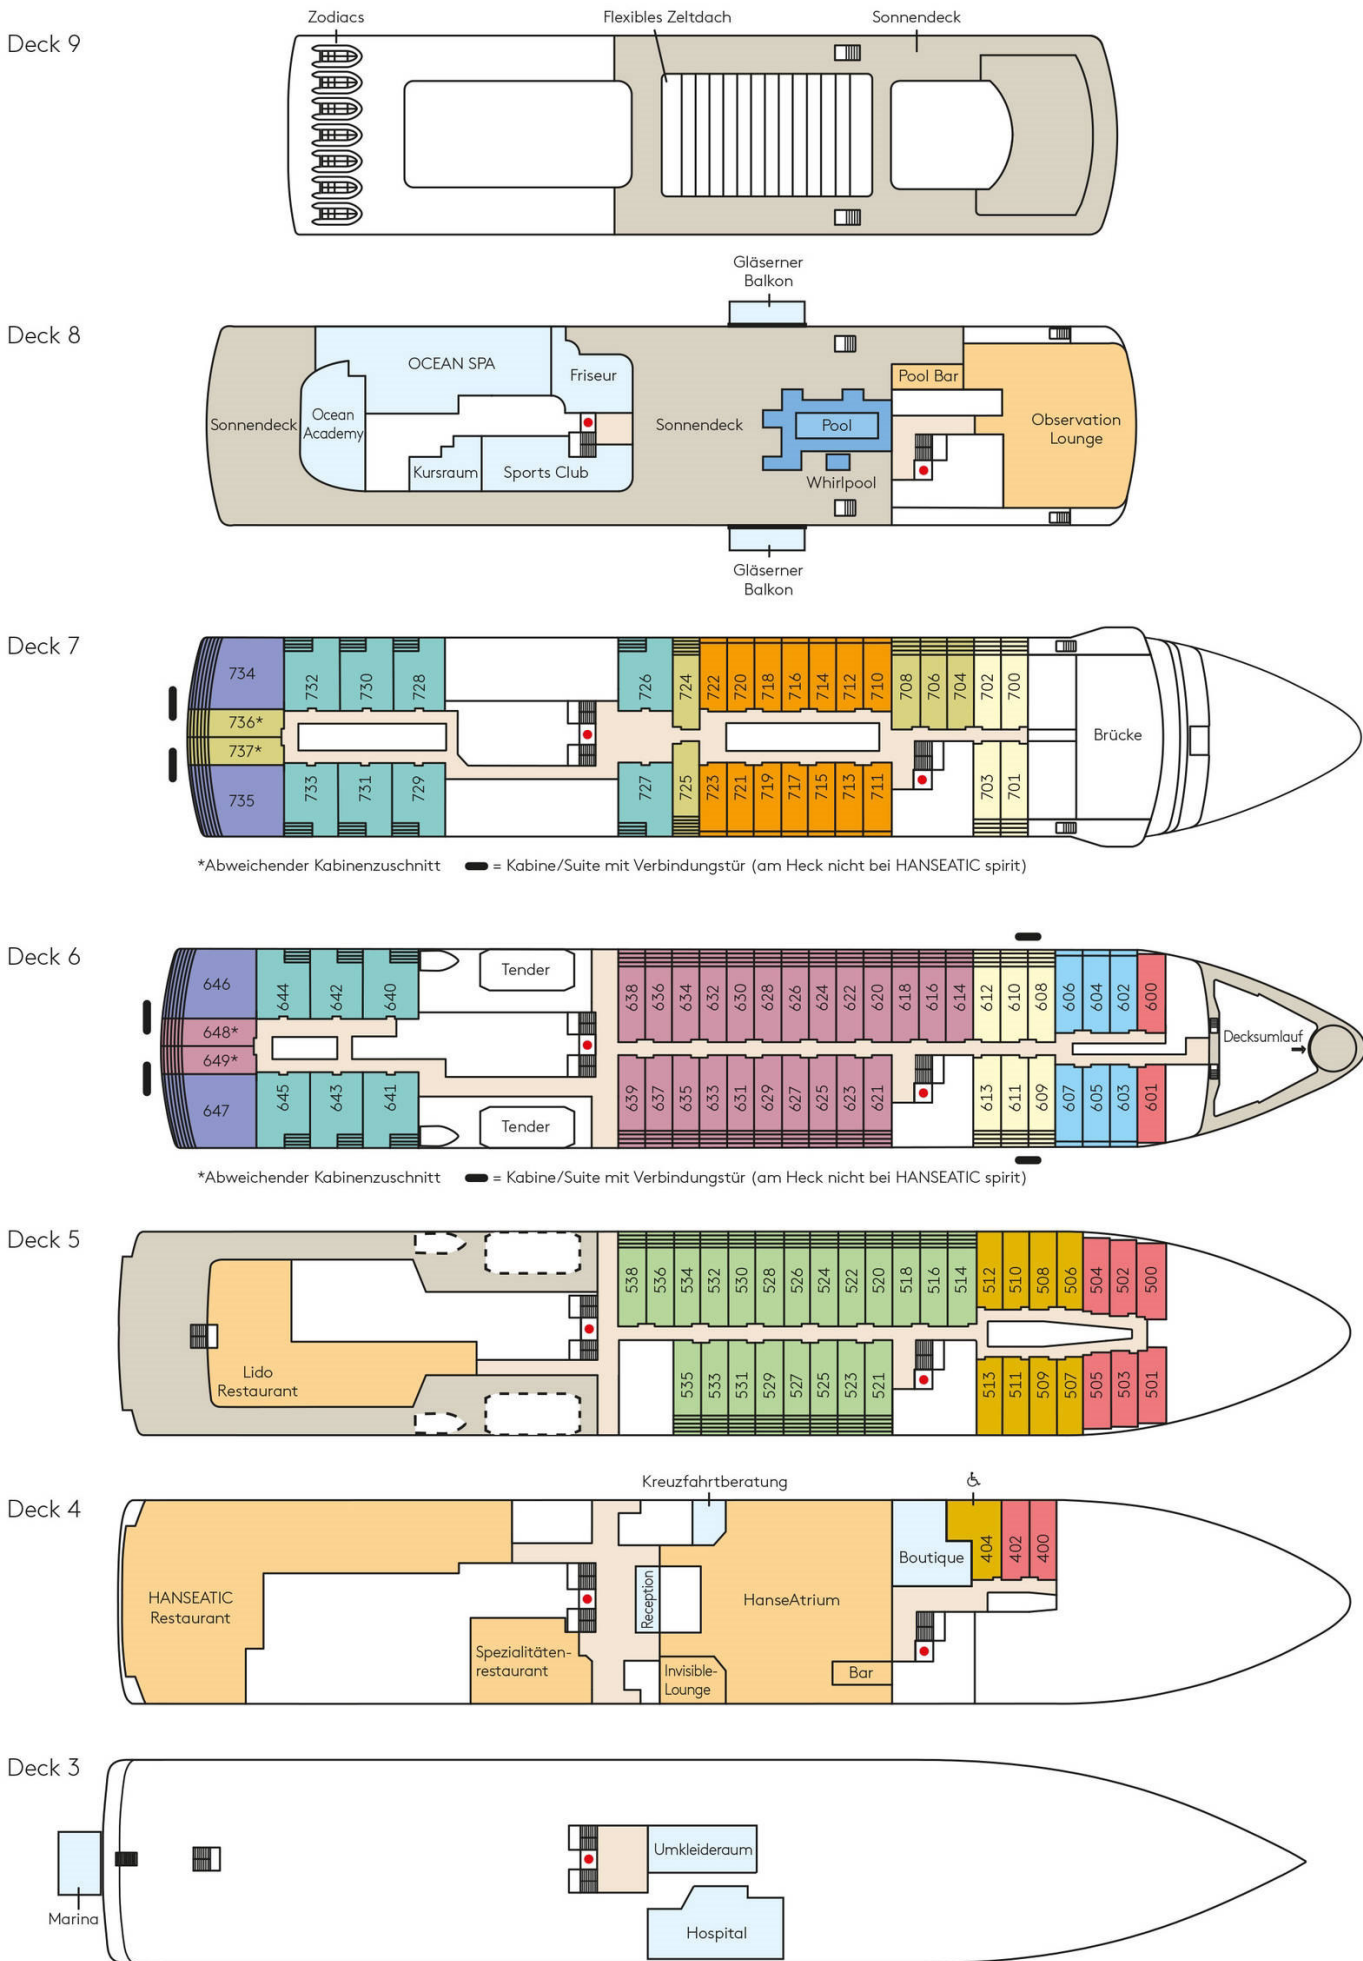 Zodiacs
Flexibles Zeltdach
Sonnendeck
Deck 9
Gläserner
Balkon
Deck 8
OCEAN SPA
Friseur
Pool Bar
Sonnendeck
Ocean
Academy
Sonnendeck
Pool
Observation
Lounge
Kursraum
Sports Club
Whirlpool
Gläserner
Balkon
Deck 7
734
732
730
728
726
724
722
720
718
716
714
712
710
708
706
704
702
700
736*
737*
Brücke
735
733
731
729
727
725
723
721
719
717
715
713
711
703
701
*Abweichender Kabinenzuschnitt
= Kabine/Suite mit Verbindungstür (am Heck nicht bei HANSEATIC spirit)
Deck 6
646
644
642
640
Tender
638
636
634
632
630
628
626
624
622
620
618
616
614
612
610
608
606
604
602
600
648*
649*
Decksumlauf
647
645
643
641
Tender
639
637
635
633
631
629
627
625
623
621
613
611
609
607
605
603
601
*Abweichender Kabinenzuschnitt
= Kabine/Suite mit Verbindungstür (am Heck nicht bei HANSEATIC spirit)
Deck 5
538
536
534
532
530
528
526
524
522
520
518
516
514
512
510
508
506
504
502
500
Lido
Restaurant
535
533
531
529
527
525
523
521
513
511
509
507
505
503
501
Kreuzfahrtberatung
Deck 4
HANSEATIC
Restaurant
Reception
HanseAtrium
Boutique
404
402
400
Spezialitäten-
restaurant
Invisible-
Lounge
Bar
Deck 3
Umkleideraum
Marina
Hospital